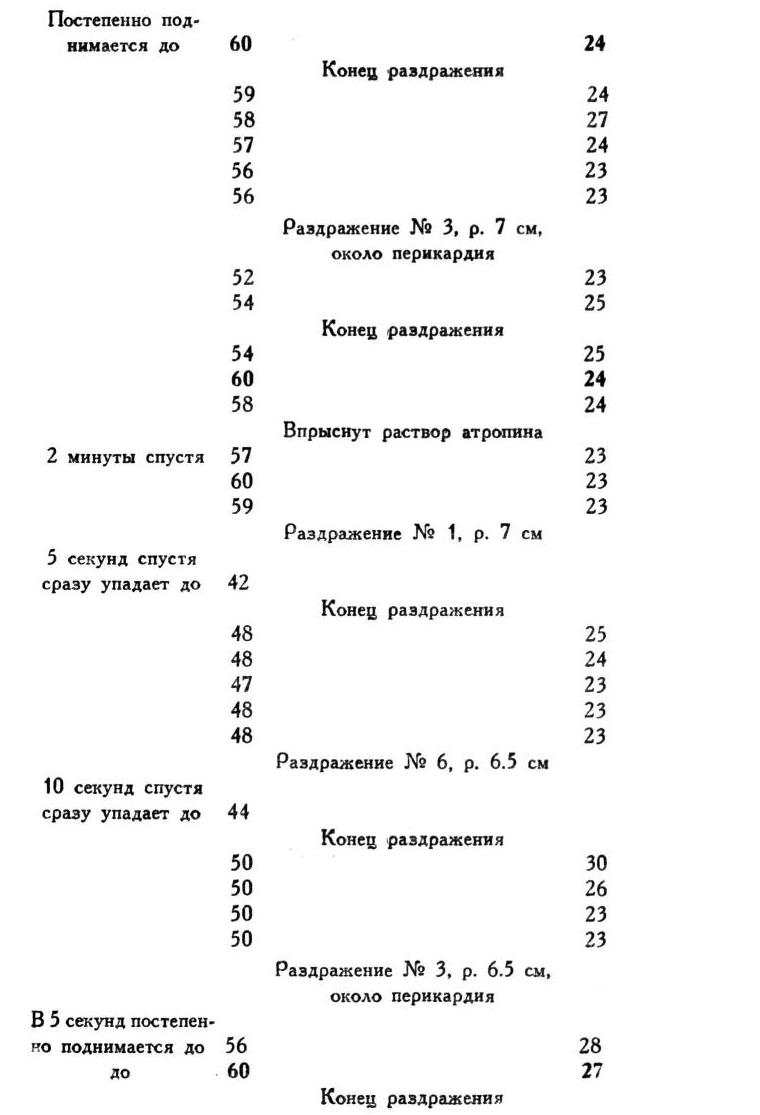 Постепенно под-
нимается до 60 24
Конец раздражения
59 24
58 27
57 24
56 23
56 23
Раздражение № 3, р. 7 см,
около перикардия
52 23
54 25
Конец раздражения
54 25
60 24
58 24
Впрыснут раствор атропина
2 минуты спустя 57 23
60 23
59 23
Раздражение № 1, р. 7 см
5 секунд спустя
сразу упадает до 42
Конец раздражения
48 25
48 24
47 23
48 23
48 23
Раздражение № 6, р. 6.5 см
10 секунд спустя
сразу упадает до 44
Конец раздражения
50 30
50 26
50 23
50 23
Раздражение № 3, р. 6.5 см,
около перикардия
В 5 секунд постепен-
но поднимается до 56 28
до 60 27
Конец раздражения